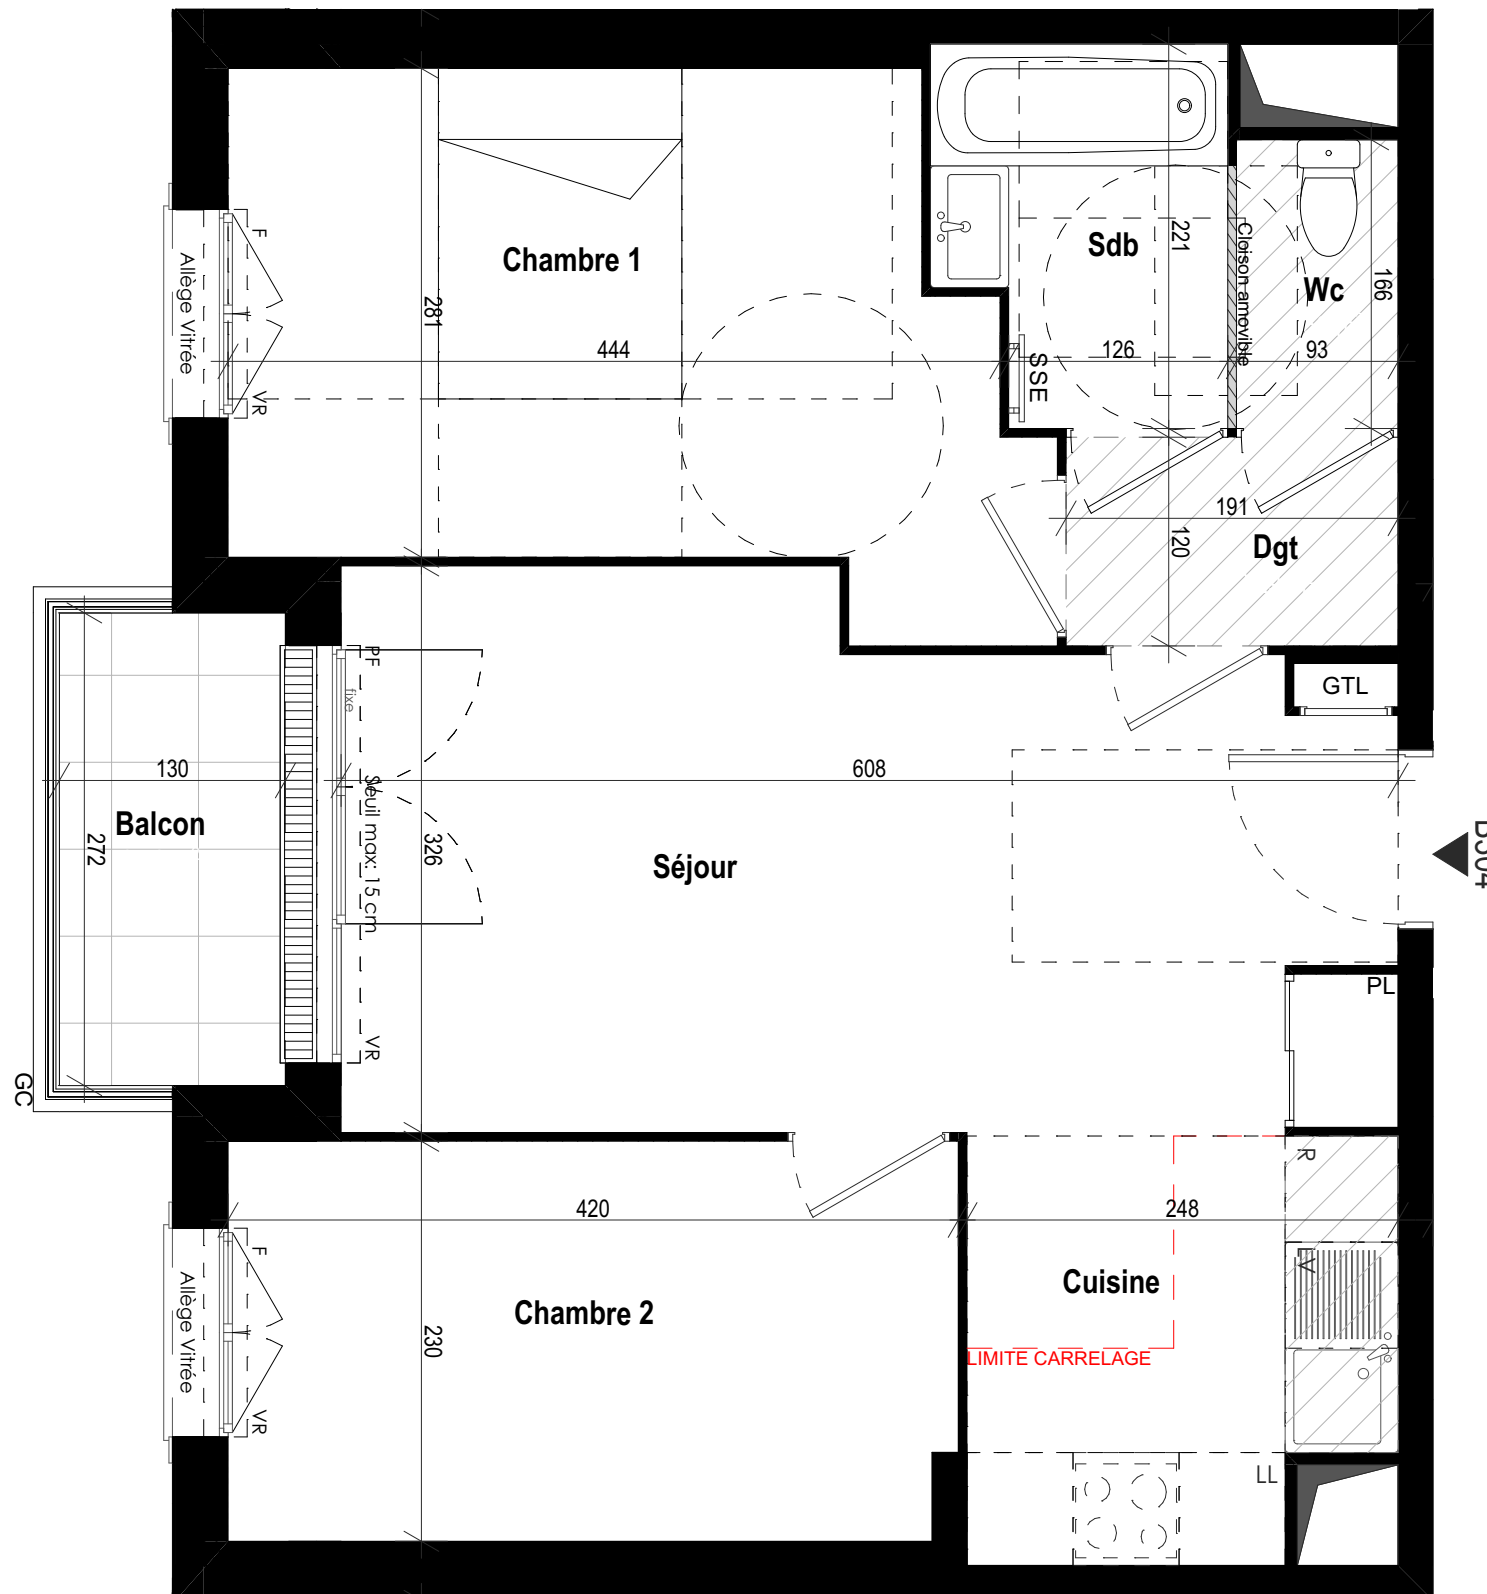 Chambre 1
281
444
F
Allège Vitrée
VR
Sdb
221
Cloison amovible
Wc
166
SSE
126
93
191
120
Dgt
GTL
PF
fixe
Seuil max: 15 cm
130
Balcon
272
326
608
Séjour
B304
VR
GC
PL
R
420
248
F
EV
Allège Vitrée
Cuisine
Chambre 2
230
LIMITE CARRELAGE
VR
LL